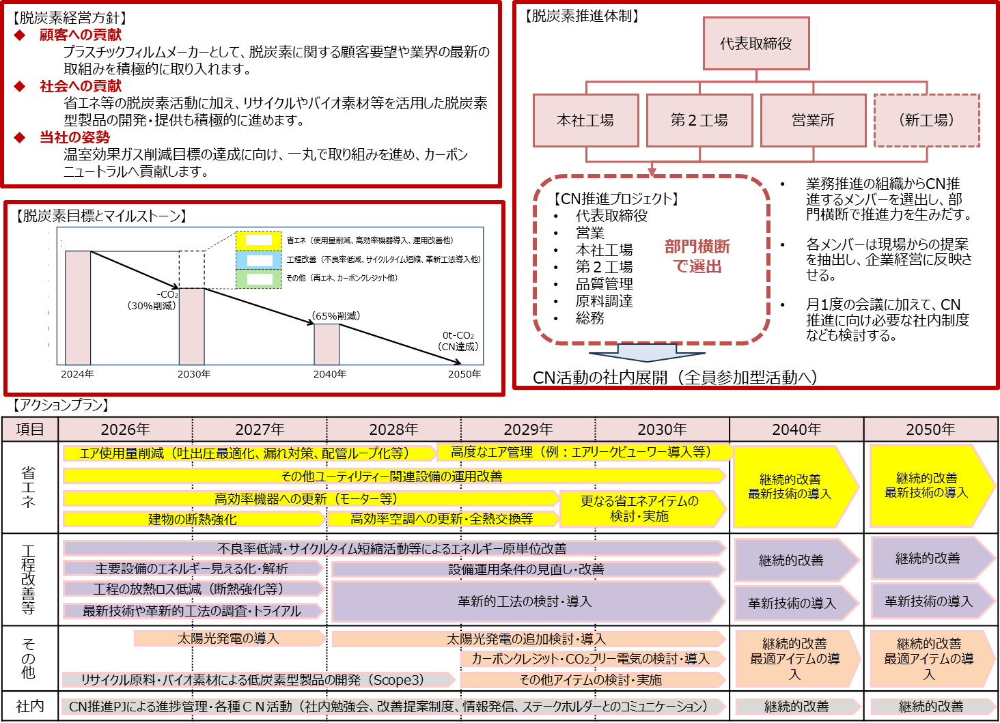 【脱炭素経営方針】
◆ 顧客への貢献
プラスチックフィルムメーカーとして、脱炭素に関する顧客要望や業界の最新の
取組みを積極的に取り入れます。
◆ 社会への貢献
省エネ等の脱炭素活動に加え、リサイクルやバイオ素材等を活用した脱炭素
型製品の開発・提供も積極的に進めます。
◆ 当社の姿勢
温室効果ガス削減目標の達成に向け、一丸で取り組みを進め、カーボン
ニュートラルへ貢献します。
【脱炭素目標とマイルストーン】
省エネ（使用量削減、高効率機器導入、運用改善他）
工程改善（不良率低減、サイクルタイム短縮、革新工法導入他）
その他（再エネ、カーボンクレジット他）
-CO₂
（30%削減）
（65%削減）
0t-CO₂
（CN達成）
2024年
2030年
2040年
2050年
【脱炭素推進体制】
代表取締役
本社工場
第２工場
営業所
（新工場）
【CN推進プロジェクト】
• 代表取締役
• 営業
• 本社工場
• 第２工場
• 品質管理
• 原料調達
• 総務
部門横断
で選出
• 業務推進の組織からCN推
進するメンバーを選出し、部
門横断で推進力を生みだす。
• 各メンバーは現場からの提案
を抽出し、企業経営に反映さ
せる。
• 月1度の会議に加えて、CN
推進に向け必要な社内制度
なども検討する。
CN活動の社内展開（全員参加型活動へ）
【アクションプラン】
項目
2026年
2027年
2028年
2029年
2030年
2040年
2050年
省エネ
エア使用量削減（吐出圧最適化、漏れ対策、配管ループ化等）
高度なエア管理（例：エアリークビューワー導入等）
その他ユーティリティー関連設備の運用改善
高効率機器への更新（モーター等）
建物の断熱強化
高効率空調への更新・全熱交換等
更なる省エネアイテムの
検討・実施
継続的改善
最新技術の導入
継続的改善
最新技術の導入
工程改善等
不良率低減・サイクルタイム短縮活動等によるエネルギー原単位改善
主要設備のエネルギー見える化・解析
設備運用条件の見直し・改善
工程の放熱ロス低減（断熱強化等）
最新技術や革新的工法の調査・トライアル
革新的工法の検討・導入
継続的改善
革新技術の導入
継続的改善
革新技術の導入
その他
太陽光発電の導入
太陽光発電の追加検討・導入
カーボンクレジット・CO₂フリー電気の検討・導入
リサイクル原料・バイオ素材による低炭素型製品の開発（Scope3）
その他アイテムの検討・実施
継続的改善
最適アイテムの導
入
継続的改善
最適アイテムの導
入
社内
CN推進PJによる進捗管理・各種ＣＮ活動（社内勉強会、改善提案制度、情報発信、ステークホルダーとのコミュニケーション）
継続的改善
継続的改善